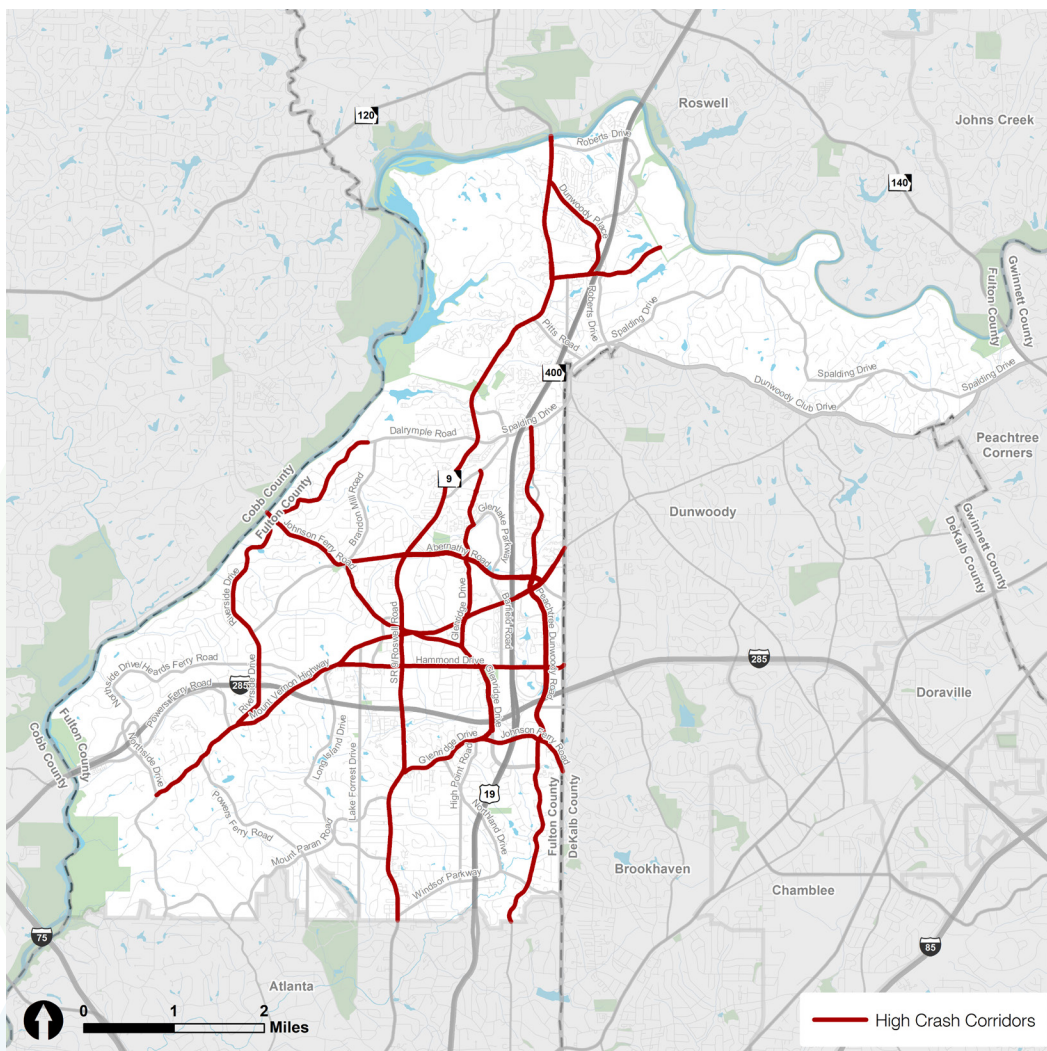 Roswell
120
Johns Creek
Roberts Drive
140
Dunwoody Place
Fulton County
Gwinnett County
Roberts Drive
Spalding Drive
Pitts Road
400
Spalding Drive
Spalding Drive
Dunwoody Club Drive
Spalding Drive
Dalrymple Road
Peachtree
Corners
9
Cobb County
Fulton County
Brandon Mill Road
Glenlake Parkway
Dunwoody
Gwinnett County
DeKalb County
Johnson Ferry Road
Abernathy Road
Riverside Drive
Glenridge Drive
Barfield Road
Peachtree Dunwoody Road
SR 9/Roswell Road
Northside Drive/Heards Ferry Road
Hammond Drive
285
Powers Ferry Road
285
Riverside Drive
Mount Vernon Highway
Glenridge Drive
Doraville
Fulton County
Cobb County
Northside Drive
Long Island Drive
Glenridge Drive
Johnson Ferry Road
Lake Forrest Drive
High Point Road
19
Powers Ferry Road
Northland Drive
Fulton County
DeKalb County
Mount Paran Road
Windsor Parkway
Brookhaven
Chamblee
75
85
Atlanta
0 1 2
Miles
High Crash Corridors